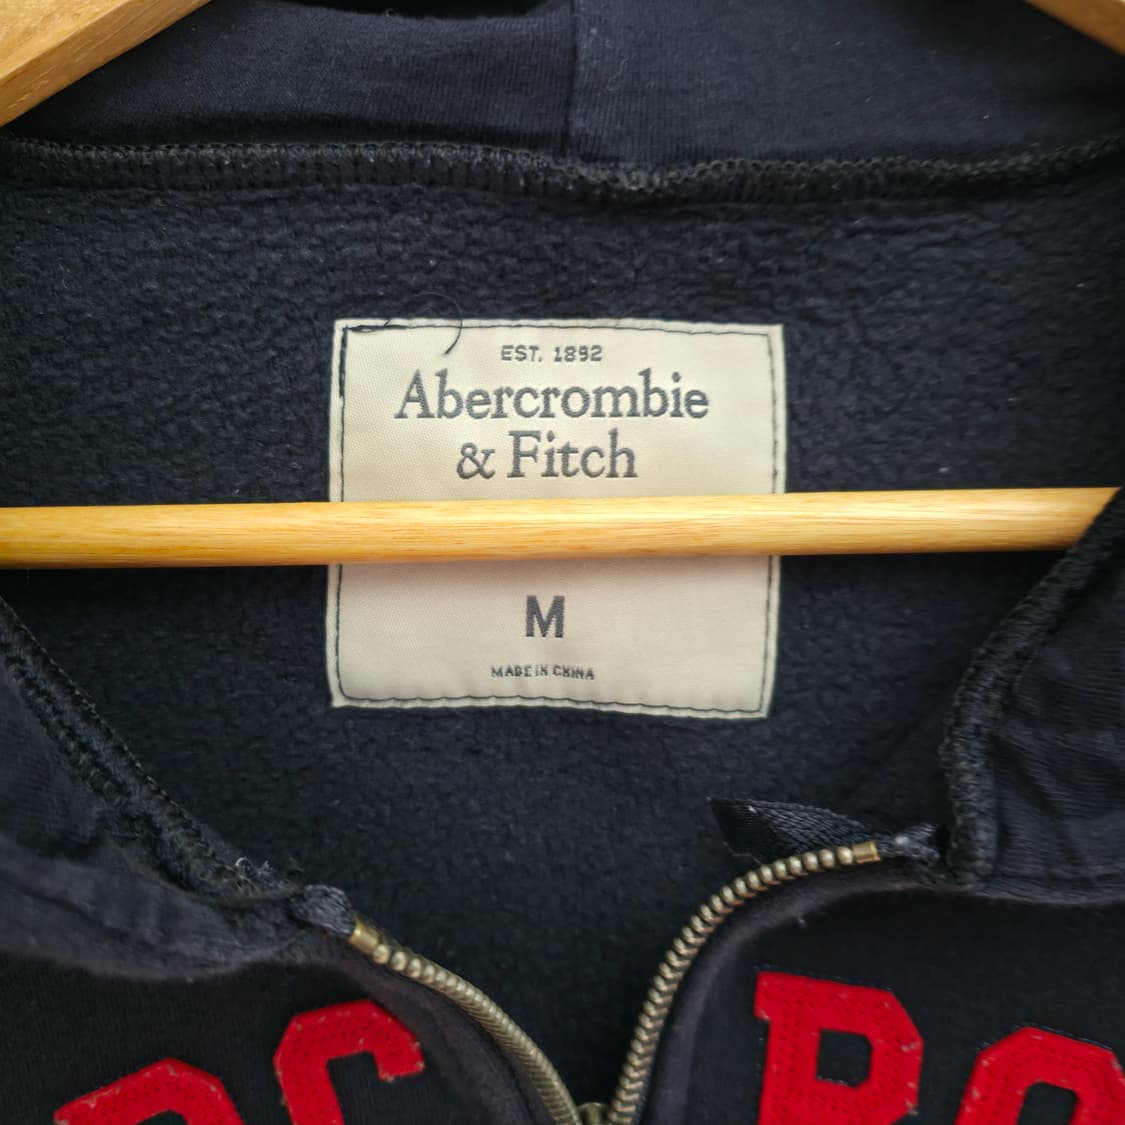 EST. 1892
Abercrombie
& Fitch
M
MADE IN CHINA